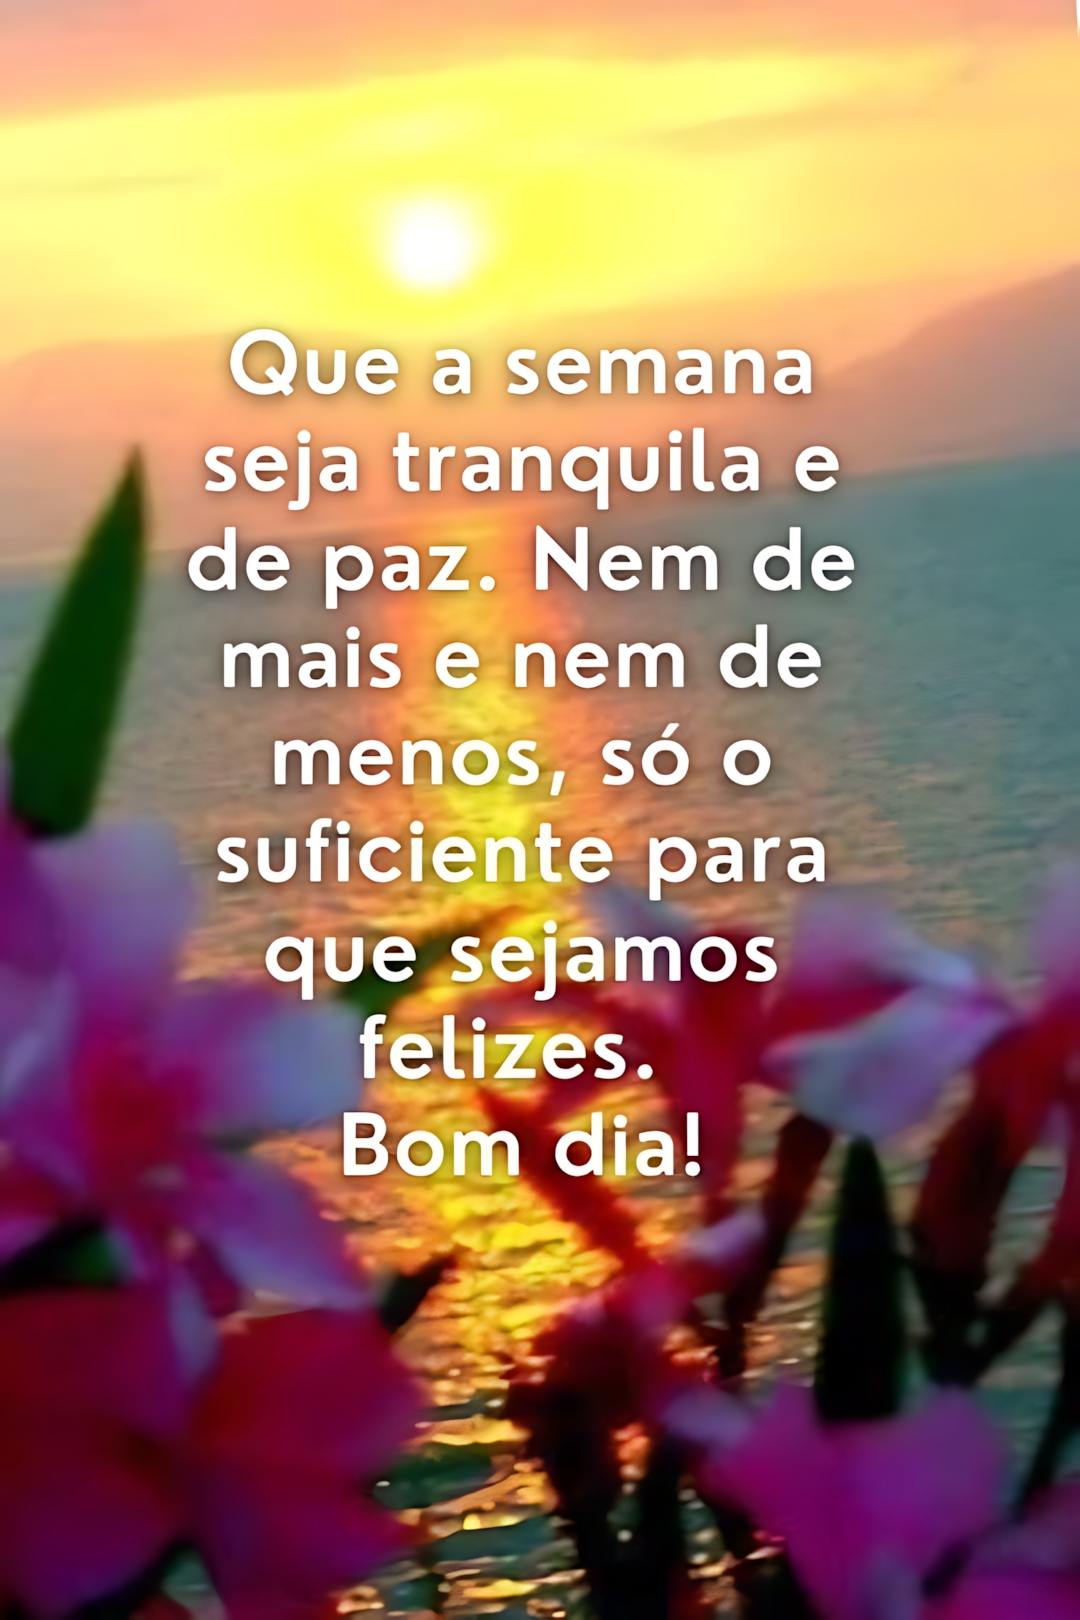 Que a semana
seja tranquila e
de paz. Nem de
mais e nem de
menos, só o
suficiente para
que sejamos
felizes.
Bom dia!